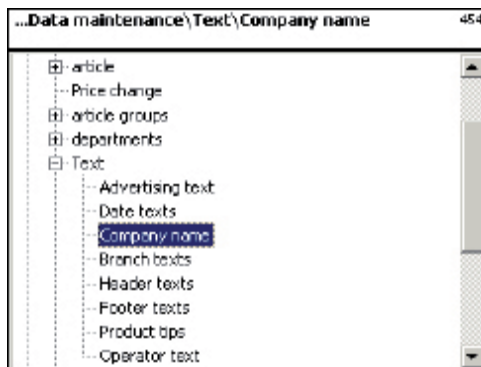 ...Data maintenance\Text\Company name 454
article
Price change
article groups
departments
Text
Advertising text
Date texts
Company name
Branch texts
Header texts
Footer texts
Product tips
Operator text